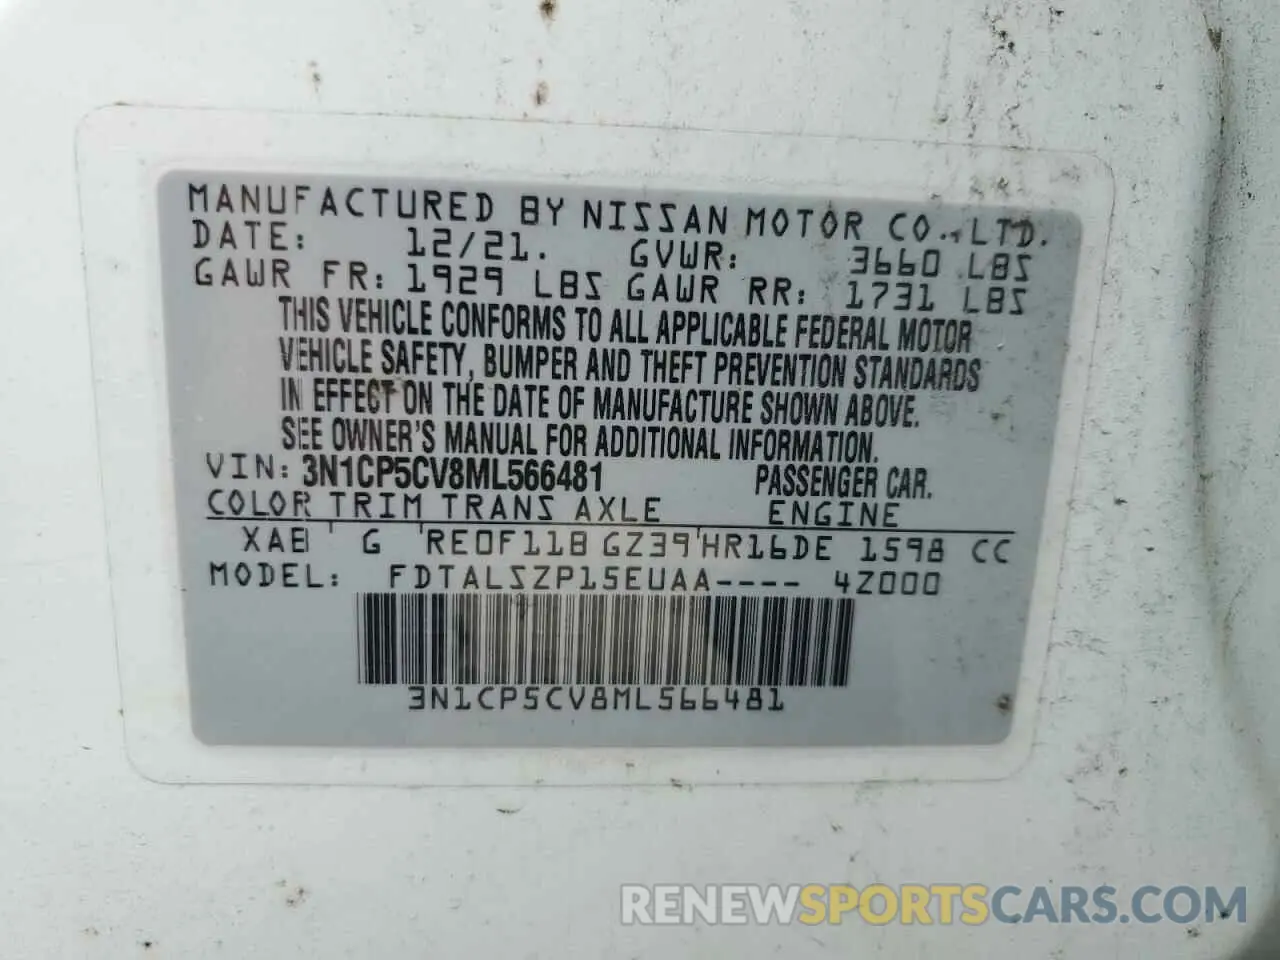 MANUFACTURED BY NISSAN MOTOR CO., LTD.
DATE: 12/21. GVWR: 3660 LBS
GAWR FR: 1929 LBS GAWR RR: 1731 LBS
THIS VEHICLE CONFORMS TO ALL APPLICABLE FEDERAL MOTOR
VEHICLE SAFETY, BUMPER AND THEFT PREVENTION STANDARDS
IN EFFECT ON THE DATE OF MANUFACTURE SHOWN ABOVE.
SEE OWNER'S MANUAL FOR ADDITIONAL INFORMATION.
VIN: 3N1CP5CV8ML566481 PASSENGER CAR.
COLOR TRIM TRANS AXLE ENGINE
XAB G RE0F11B GZ39 HR16DE 1598 CC
MODEL: FDTALSZP15EUAA---- 4Z000
3N1CP5CV8ML566481
RENEWSPORTSCARS.COM